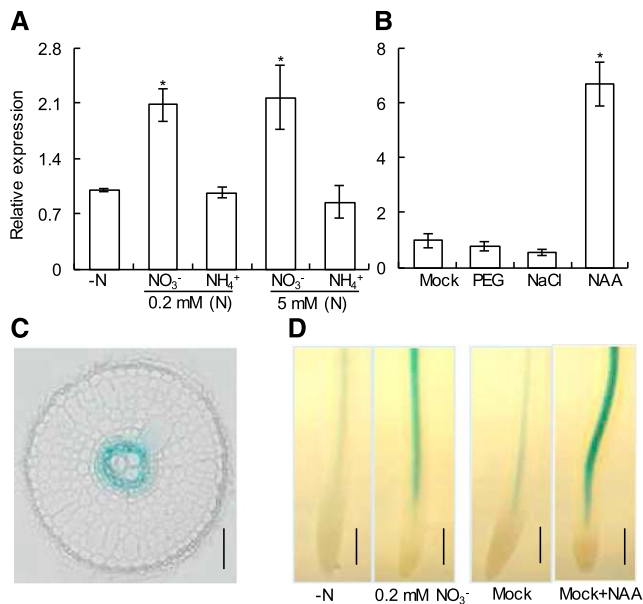 A
B
Relative expression
2.8
2.1
1.4
0.7
0
*
*
-N
NO₃⁻
NH₄⁺
NO₃⁻
NH₄⁺
0.2 mM (N)
5 mM (N)
8
6
4
2
0
*
Mock
PEG
NaCl
NAA
C
D
-N
0.2 mM NO₃⁻
Mock
Mock+NAA